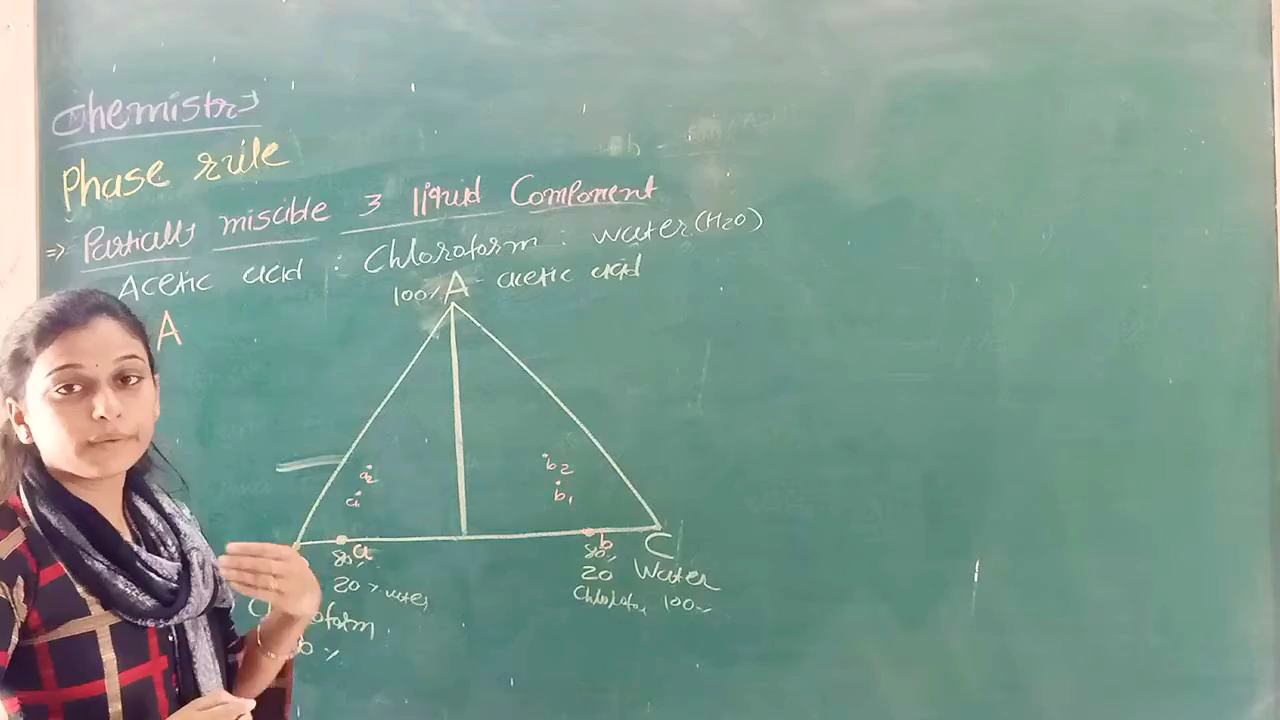 Chemistry
Phase rule
⇒ Partially miscible 3 liquid Component
Acetic acid : Chloroform : water (H2O)
100% A - acetic acid
A
a2
a1
b2
b1
a
b
C
80%
20 % water
80%
20
Water
100%